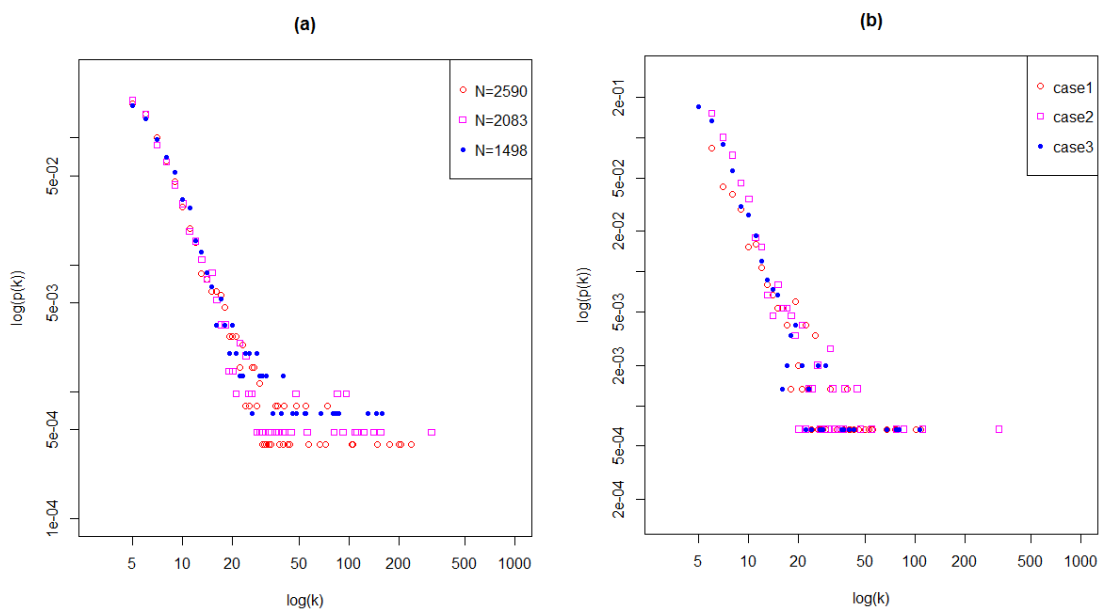 (a)
N=2590
N=2083
N=1498
log(p(k))
5e-02
5e-03
5e-04
1e-04
5 10 20 50 100 200 500 1000
log(k)
(b)
case1
case2
case3
log(p(k))
2e-01
5e-02
2e-02
5e-03
2e-03
5e-04
2e-04
5 10 20 50 100 200 500 1000
log(k)